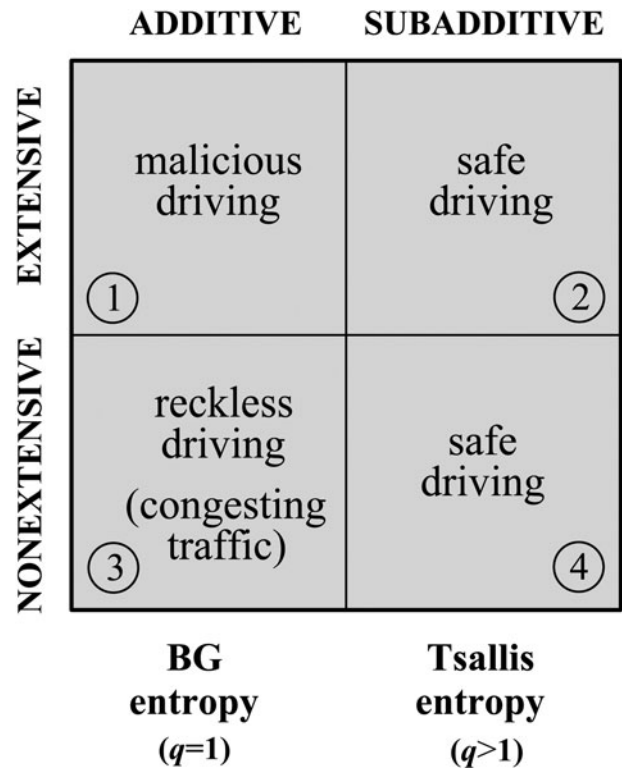 ADDITIVE SUBADDITIVE
EXTENSIVE
malicious
driving
1
safe
driving
2
NONEXTENSIVE
reckless
driving
(congesting
traffic)
3
safe
driving
4
BG
entropy
(q=1)
Tsallis
entropy
(q>1)